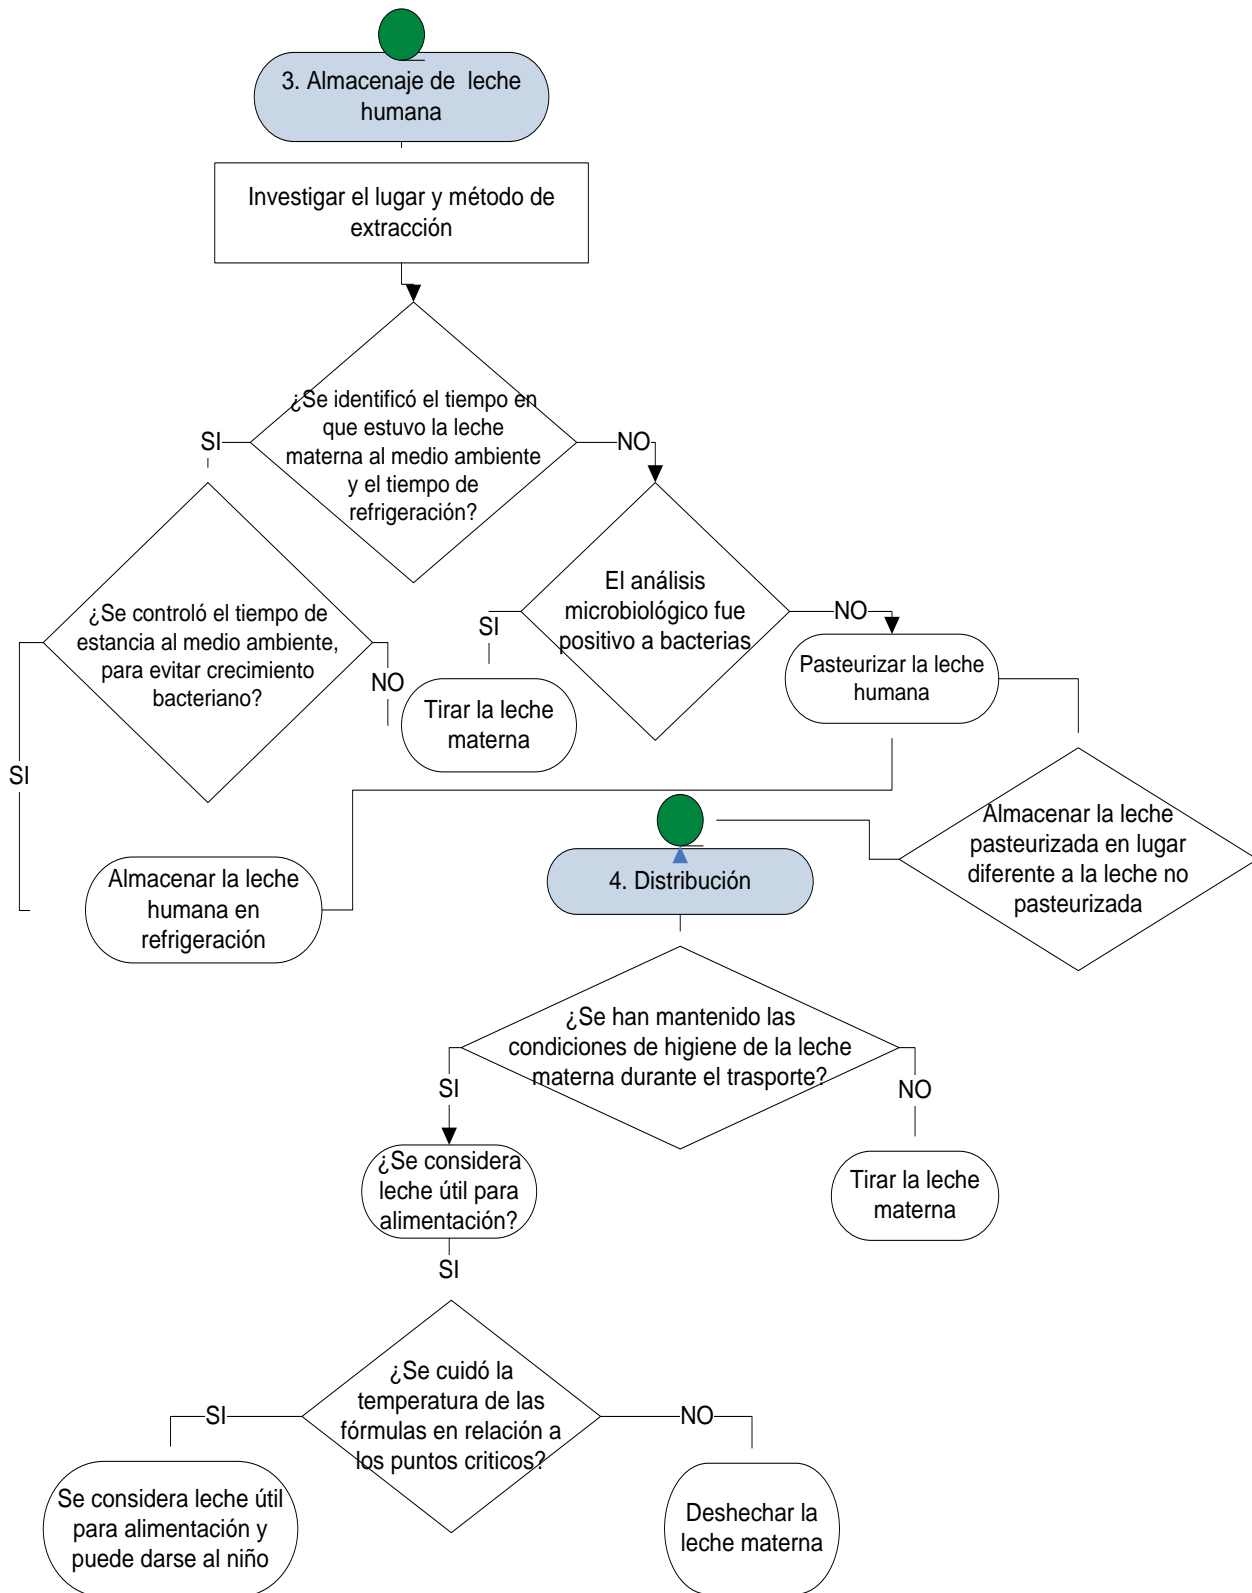 3. Almacenaje de leche
humana
Investigar el lugar y método de
extracción
¿Se identificó el tiempo en
que estuvo la leche
materna al medio ambiente
y el tiempo de
refrigeración?
SI
NO
¿Se controló el tiempo de
estancia al medio ambiente,
para evitar crecimiento
bacteriano?
SI
NO
El análisis
microbiológico fue
positivo a bacterias
SI
NO
Tirar la leche
materna
Pasteurizar la leche
humana
Almacenar la leche
humana en
refrigeración
Almacenar la leche
pasteurizada en lugar
diferente a la leche no
pasteurizada
4. Distribución
¿Se han mantenido las
condiciones de higiene de la leche
materna durante el trasporte?
SI
NO
¿Se considera
leche útil para
alimentación?
Tirar la leche
materna
SI
¿Se cuidó la
temperatura de las
fórmulas en relación a
los puntos criticos?
SI
NO
Se considera leche útil
para alimentación y
puede darse al niño
Deshechar la
leche materna